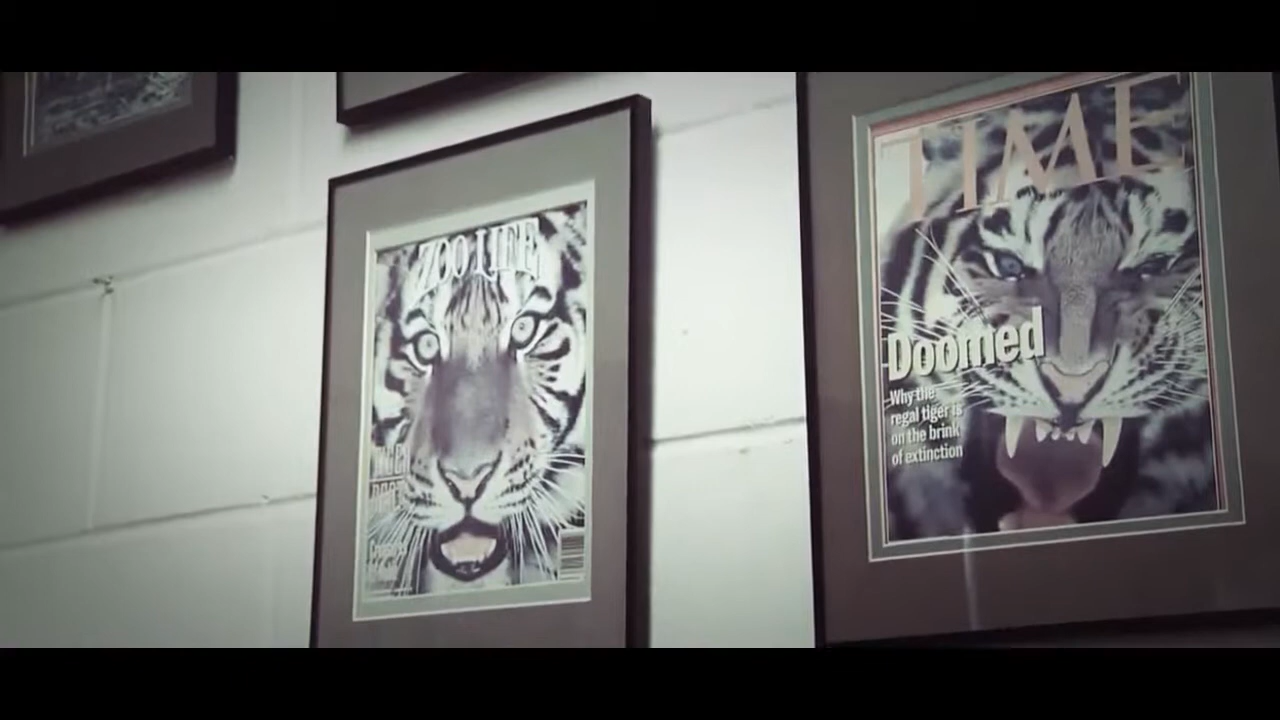 ZOO LIFE
TIME
Doomed
Why the
regal tiger is
on the brink
of extinction